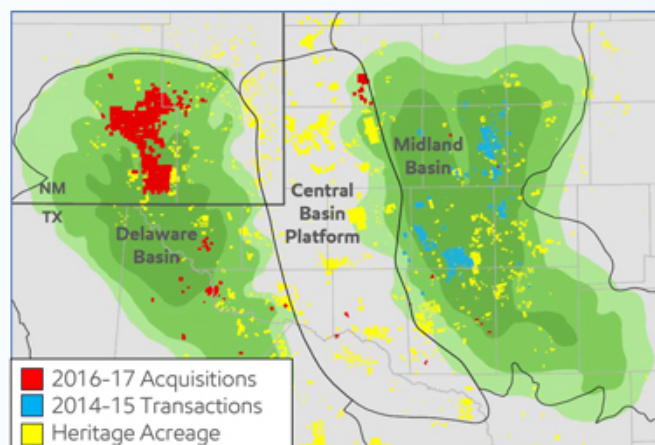 NM
TX
Delaware
Basin
Central
Basin
Platform
Midland
Basin
2016-17 Acquisitions
2014-15 Transactions
Heritage Acreage